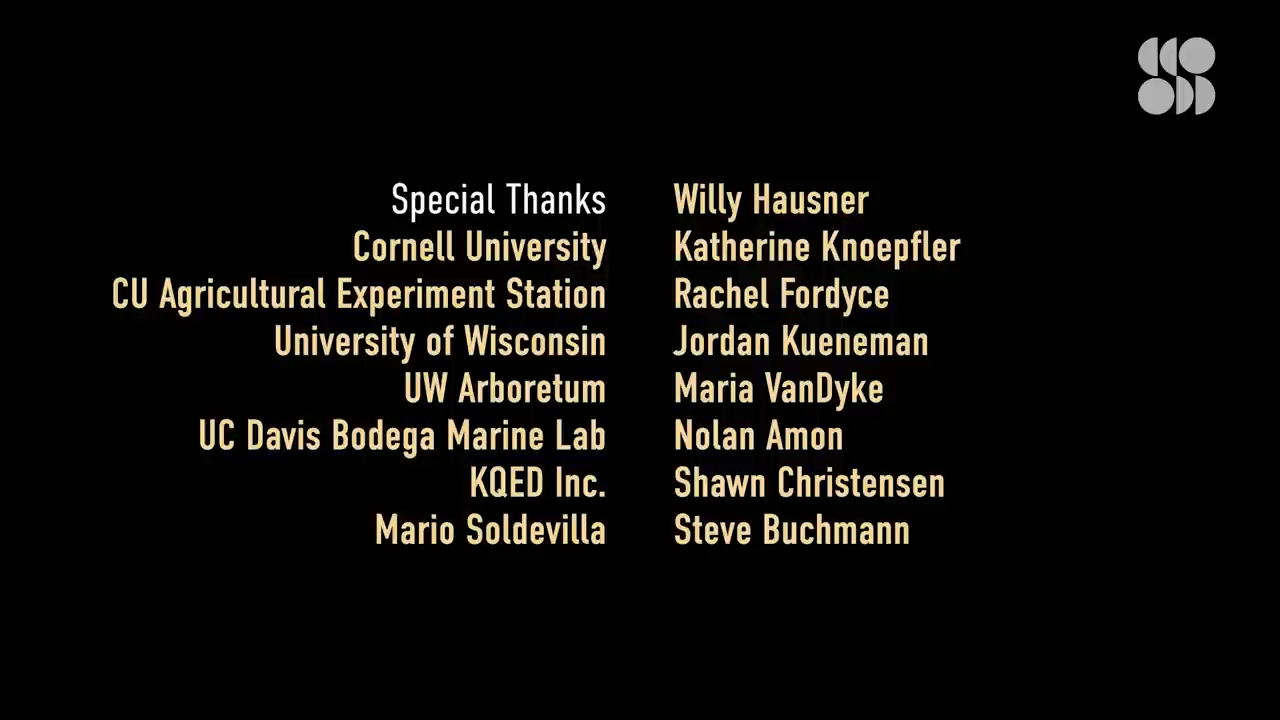 Special Thanks
Cornell University
CU Agricultural Experiment Station
University of Wisconsin
UW Arboretum
UC Davis Bodega Marine Lab
KQED Inc.
Mario Soldevilla
Willy Hausner
Katherine Knoepfler
Rachel Fordyce
Jordan Kueneman
Maria VanDyke
Nolan Amon
Shawn Christensen
Steve Buchmann